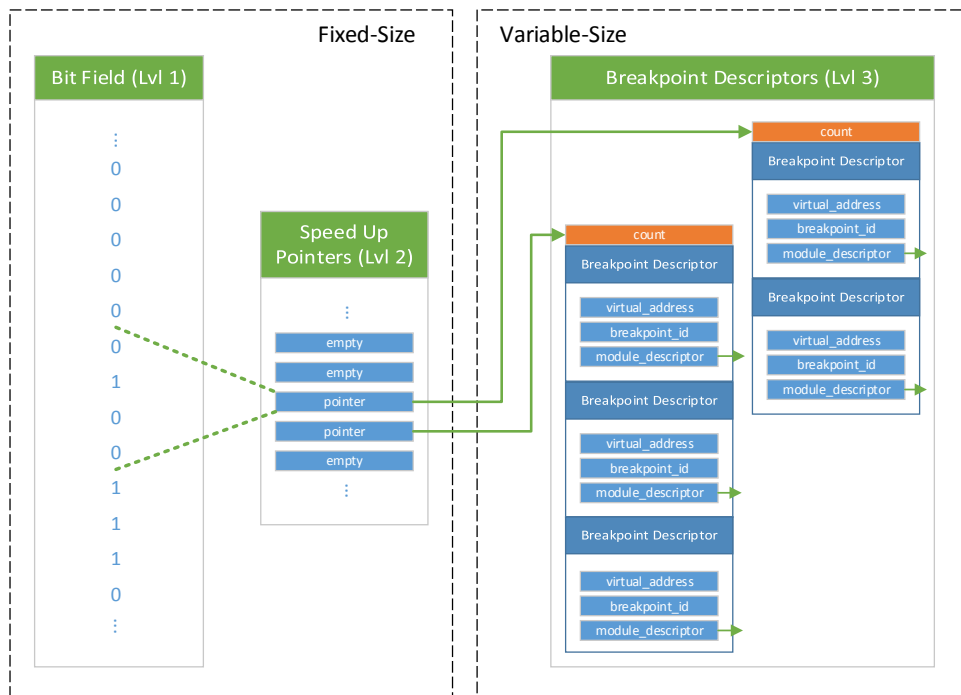 Fixed-Size
Variable-Size
Bit Field (Lvl 1)
...
0
0
0
0
0
0
1
0
0
1
1
1
0
...
Speed Up
Pointers (Lvl 2)
...
empty
empty
pointer
pointer
empty
...
Breakpoint Descriptors (Lvl 3)
count
Breakpoint Descriptor
virtual_address
breakpoint_id
module_descriptor
Breakpoint Descriptor
virtual_address
breakpoint_id
module_descriptor
Breakpoint Descriptor
virtual_address
breakpoint_id
module_descriptor
count
Breakpoint Descriptor
virtual_address
breakpoint_id
module_descriptor
Breakpoint Descriptor
virtual_address
breakpoint_id
module_descriptor